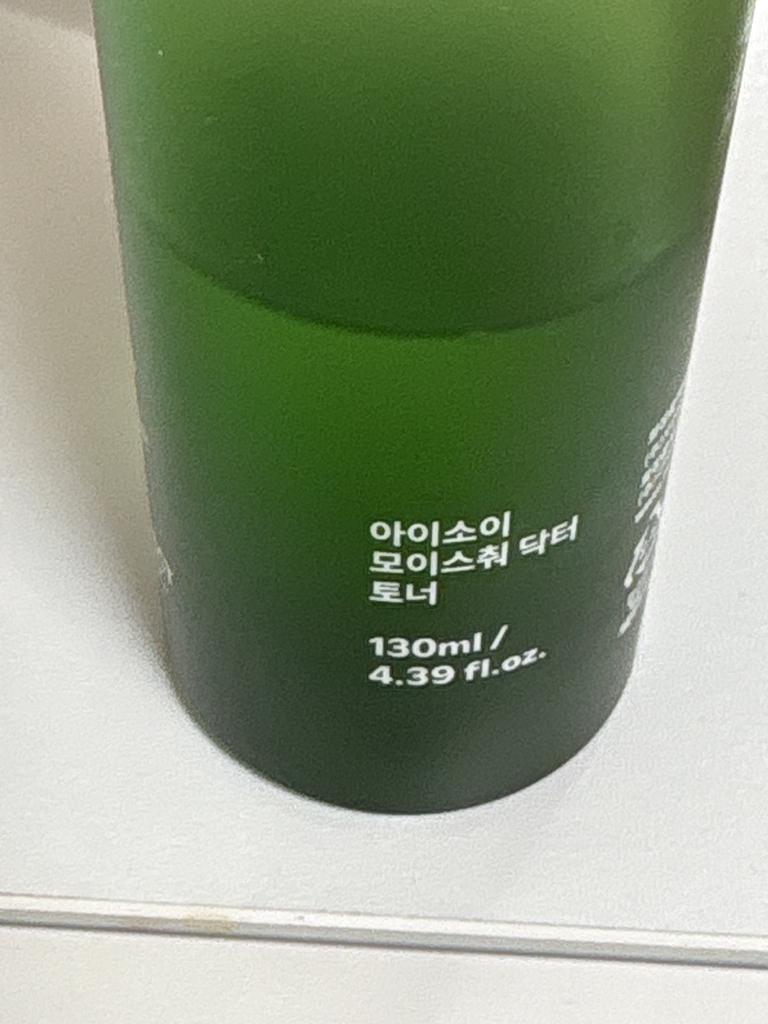 아이소이
모이스춰 닥터
토너
130ml /
4.39 fl.oz.